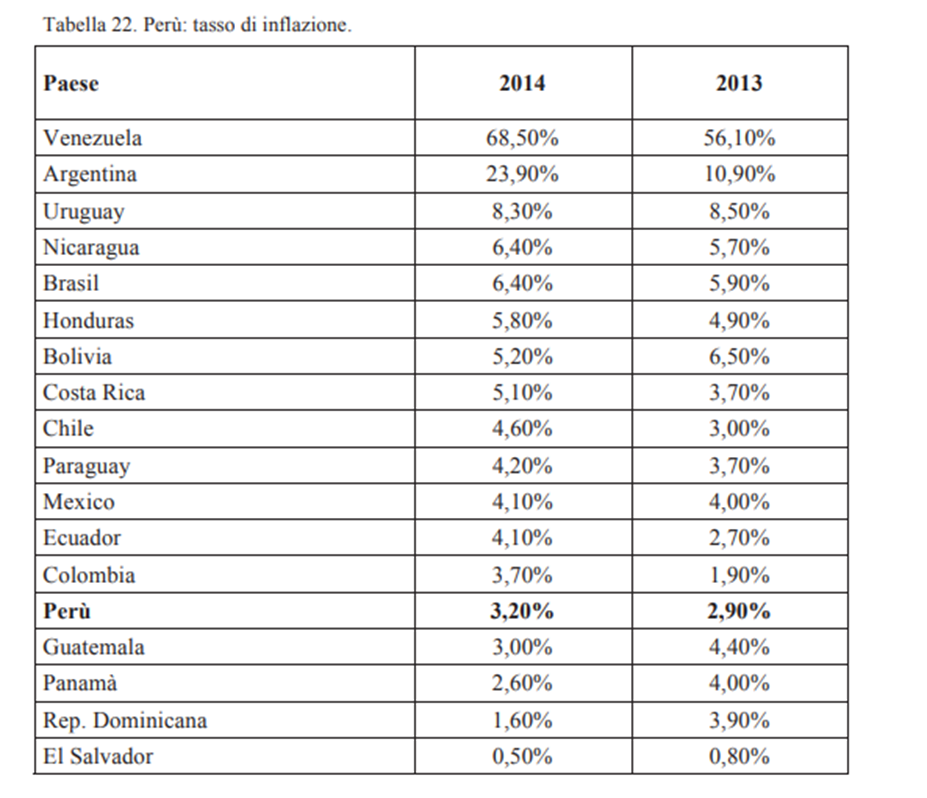 Tabella 22. Perù: tasso di inflazione.
Paese 2014 2013
Venezuela 68,50% 56,10%
Argentina 23,90% 10,90%
Uruguay 8,30% 8,50%
Nicaragua 6,40% 5,70%
Brasil 6,40% 5,90%
Honduras 5,80% 4,90%
Bolivia 5,20% 6,50%
Costa Rica 5,10% 3,70%
Chile 4,60% 3,00%
Paraguay 4,20% 3,70%
Mexico 4,10% 4,00%
Ecuador 4,10% 2,70%
Colombia 3,70% 1,90%
Perù 3,20% 2,90%
Guatemala 3,00% 4,40%
Panamà 2,60% 4,00%
Rep. Dominicana 1,60% 3,90%
El Salvador 0,50% 0,80%